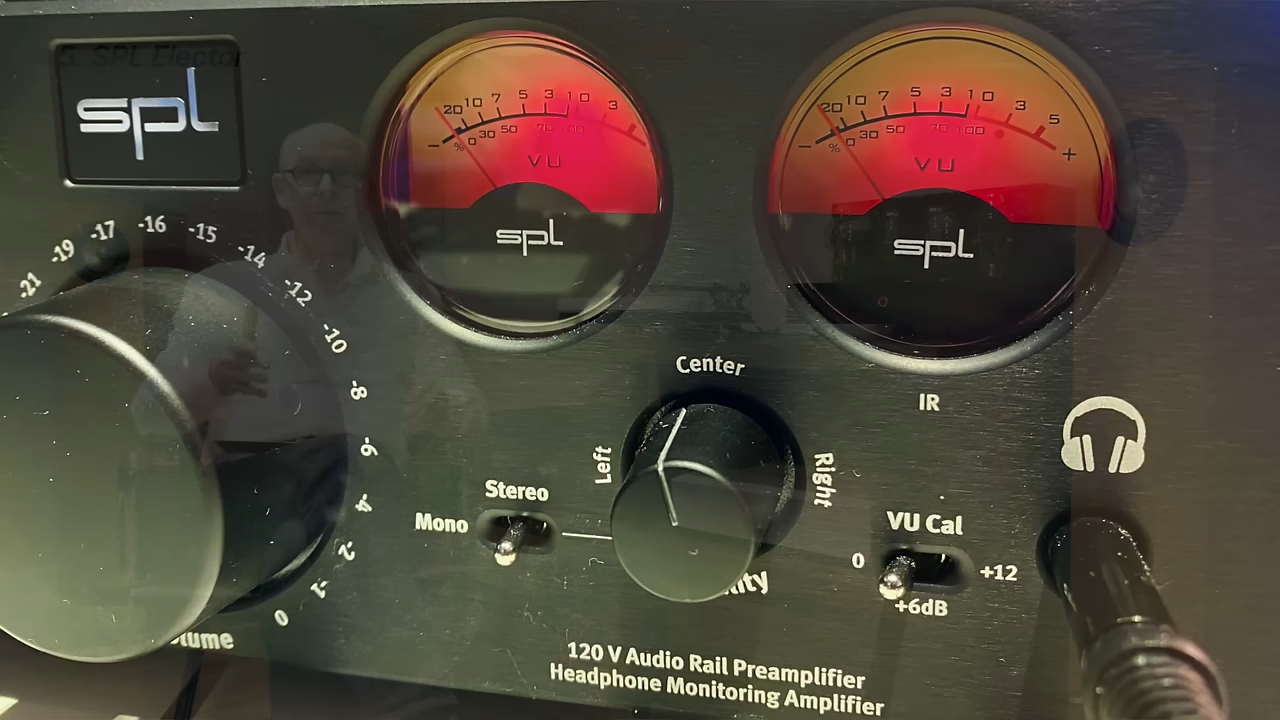 5. SPL Elector
spl
20 10 7 5 3 1 0 3
- % 0 30 50 70 100
VU
spl
20 10 7 5 3 1 0 3 5
- % 0 30 50 70 100 +
VU
spl
-21 -19 -17 -16 -15 -14 -12 -10 -8 -6 -4 -2 -1 0
Center
IR
Left
Right
Stereo
Mono
VU Cal
0
+12
+6dB
120 V Audio Rail Preamplifier
Headphone Monitoring Amplifier